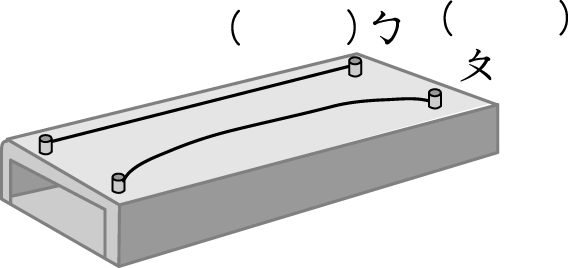 (　　　)ㄅ
(　　　)
ㄆ